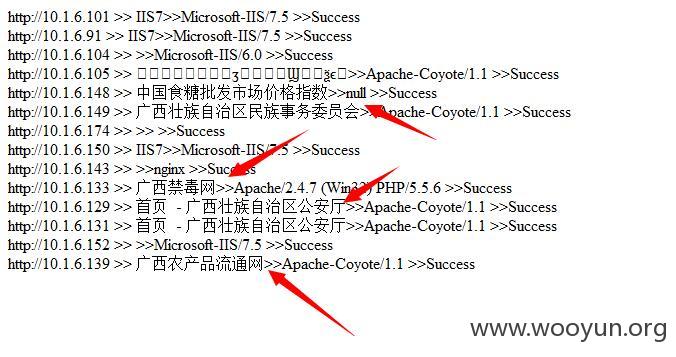 http://10.1.6.101 >> IIS7>>Microsoft-IIS/7.5 >>Success
http://10.1.6.91 >> IIS7>>Microsoft-IIS/7.5 >>Success
http://10.1.6.104 >> >>Microsoft-IIS/6.0 >>Success
http://10.1.6.105 >> >>Apache-Coyote/1.1 >>Success
http://10.1.6.148 >> 中国食糖批发市场价格指数>>null >>Success
http://10.1.6.149 >> 广西壮族自治区民族事务委员会>>Apache-Coyote/1.1 >>Success
http://10.1.6.174 >> >> >>Success
http://10.1.6.150 >> IIS7>>Microsoft-IIS/7.5 >>Success
http://10.1.6.143 >> >>nginx >>Success
http://10.1.6.133 >> 广西禁毒网>>Apache/2.4.7 (Win32) PHP/5.5.6 >>Success
http://10.1.6.129 >> 首页 - 广西壮族自治区公安厅>>Apache-Coyote/1.1 >>Success
http://10.1.6.131 >> 首页 - 广西壮族自治区公安厅>>Apache-Coyote/1.1 >>Success
http://10.1.6.152 >> >>Microsoft-IIS/7.5 >>Success
http://10.1.6.139 >> 广西农产品流通网>>Apache-Coyote/1.1 >>Success
www.wooyun.org